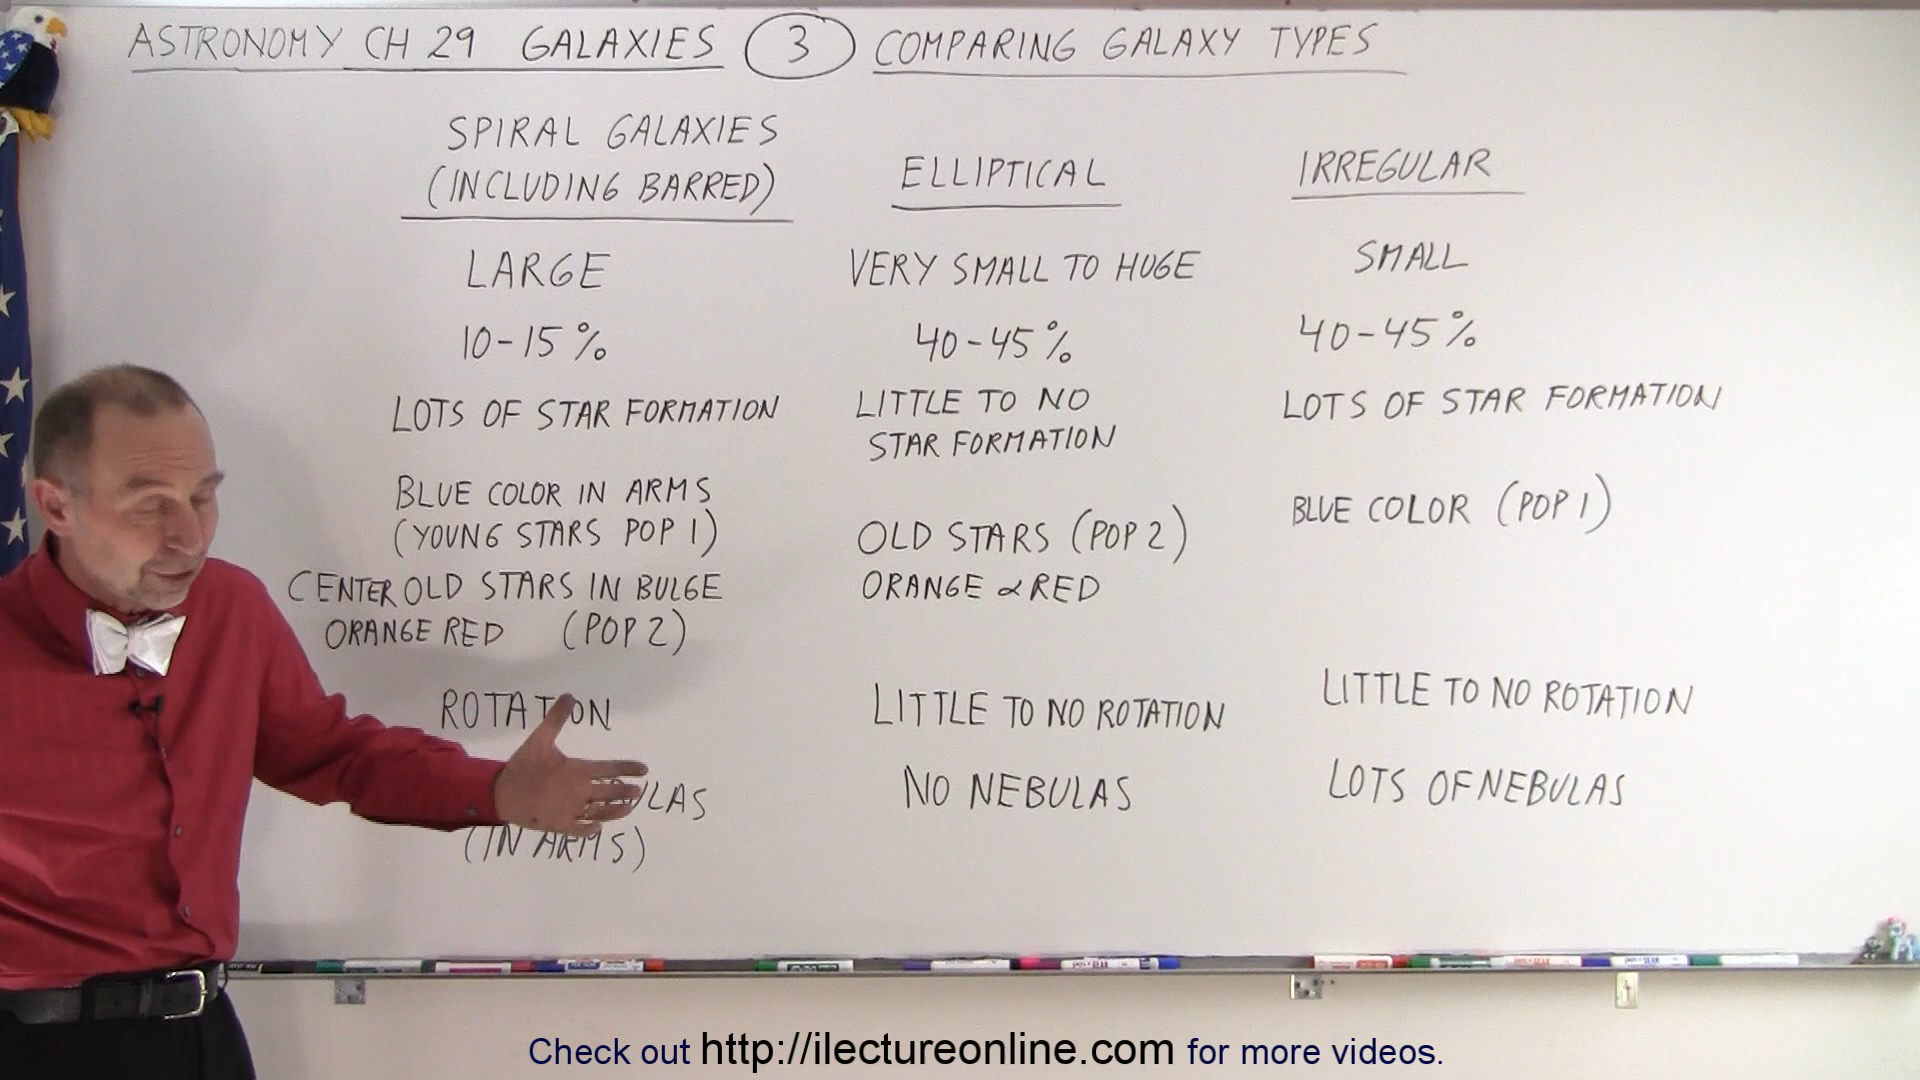 ASTRONOMY CH 29 GALAXIES 3 COMPARING GALAXY TYPES
SPIRAL GALAXIES
(INCLUDING BARRED)
LARGE
10-15%
LOTS OF STAR FORMATION
BLUE COLOR IN ARMS
(YOUNG STARS POP 1)
CENTER OLD STARS IN BULGE
ORANGE RED (POP 2)
ROTATION
(IN ARMS)
ELLIPTICAL
VERY SMALL TO HUGE
40-45%
LITTLE TO NO
STAR FORMATION
OLD STARS (POP 2)
ORANGE & RED
LITTLE TO NO ROTATION
NO NEBULAS
IRREGULAR
SMALL
40-45%
LOTS OF STAR FORMATION
BLUE COLOR (POP 1)
LITTLE TO NO ROTATION
LOTS OF NEBULAS
Check out http://ilectureonline.com for more videos.